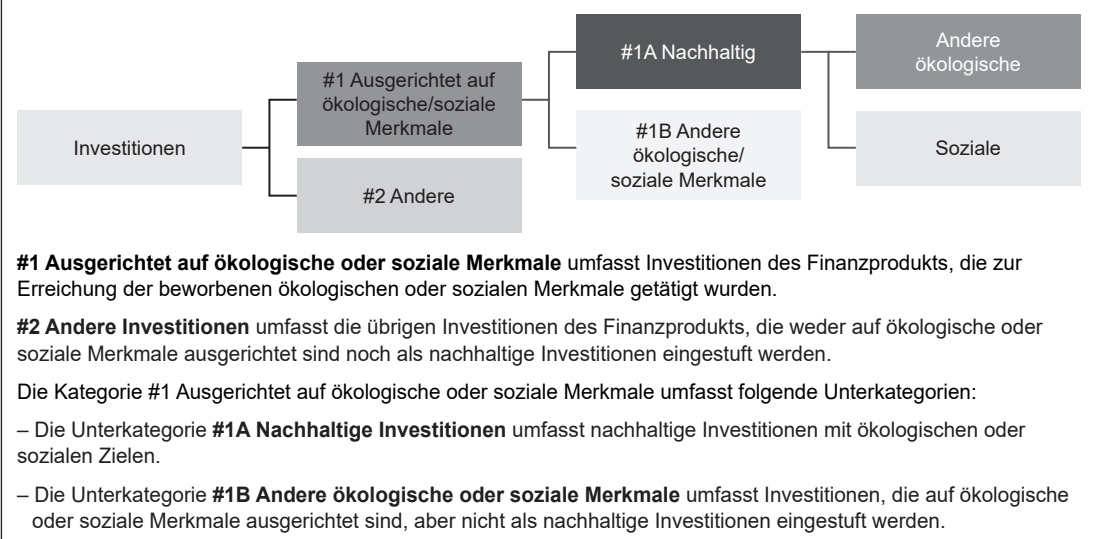 #1A Nachhaltig
Andere
ökologische
#1 Ausgerichtet auf
ökologische/soziale
Merkmale
Investitionen
#1B Andere
ökologische/
soziale Merkmale
Soziale
#2 Andere
#1 Ausgerichtet auf ökologische oder soziale Merkmale umfasst Investitionen des Finanzprodukts, die zur
Erreichung der beworbenen ökologischen oder sozialen Merkmale getätigt wurden.
#2 Andere Investitionen umfasst die übrigen Investitionen des Finanzprodukts, die weder auf ökologische oder
soziale Merkmale ausgerichtet sind noch als nachhaltige Investitionen eingestuft werden.
Die Kategorie #1 Ausgerichtet auf ökologische oder soziale Merkmale umfasst folgende Unterkategorien:
– Die Unterkategorie #1A Nachhaltige Investitionen umfasst nachhaltige Investitionen mit ökologischen oder
sozialen Zielen.
– Die Unterkategorie #1B Andere ökologische oder soziale Merkmale umfasst Investitionen, die auf ökologische
oder soziale Merkmale ausgerichtet sind, aber nicht als nachhaltige Investitionen eingestuft werden.